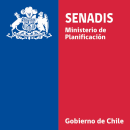 SENADIS
Ministerio de
Planificación
Gobierno de Chile